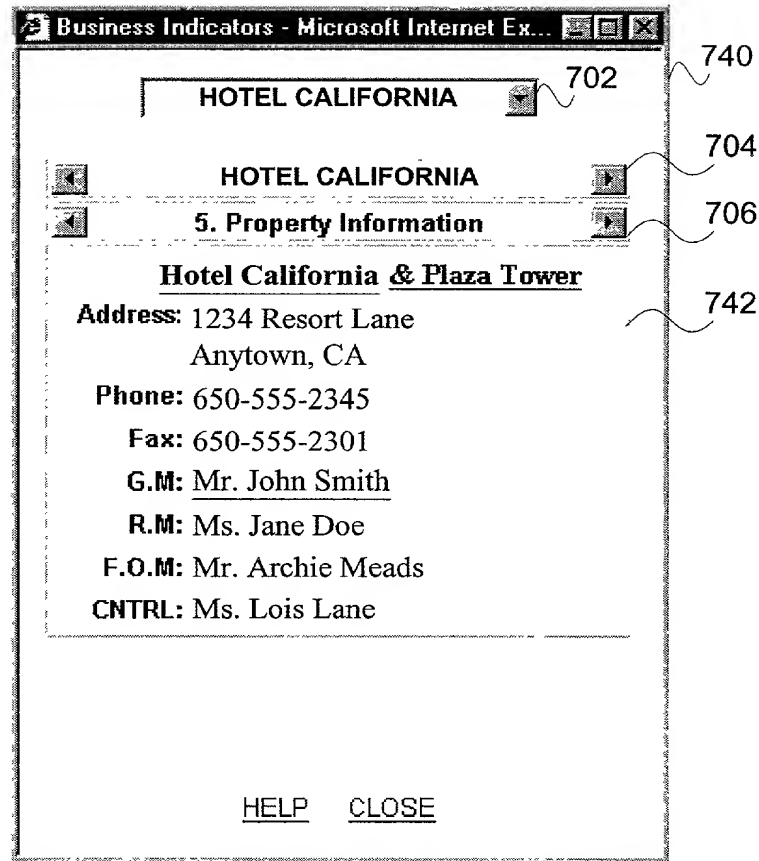 Business Indicators - Microsoft Internet Ex...
740
HOTEL CALIFORNIA
702
HOTEL CALIFORNIA
704
5. Property Information
706
Hotel California & Plaza Tower
742
Address: 1234 Resort Lane
Anytown, CA
Phone: 650-555-2345
Fax: 650-555-2301
G.M: Mr. John Smith
R.M: Ms. Jane Doe
F.O.M: Mr. Archie Meads
CNTRL: Ms. Lois Lane
HELP CLOSE